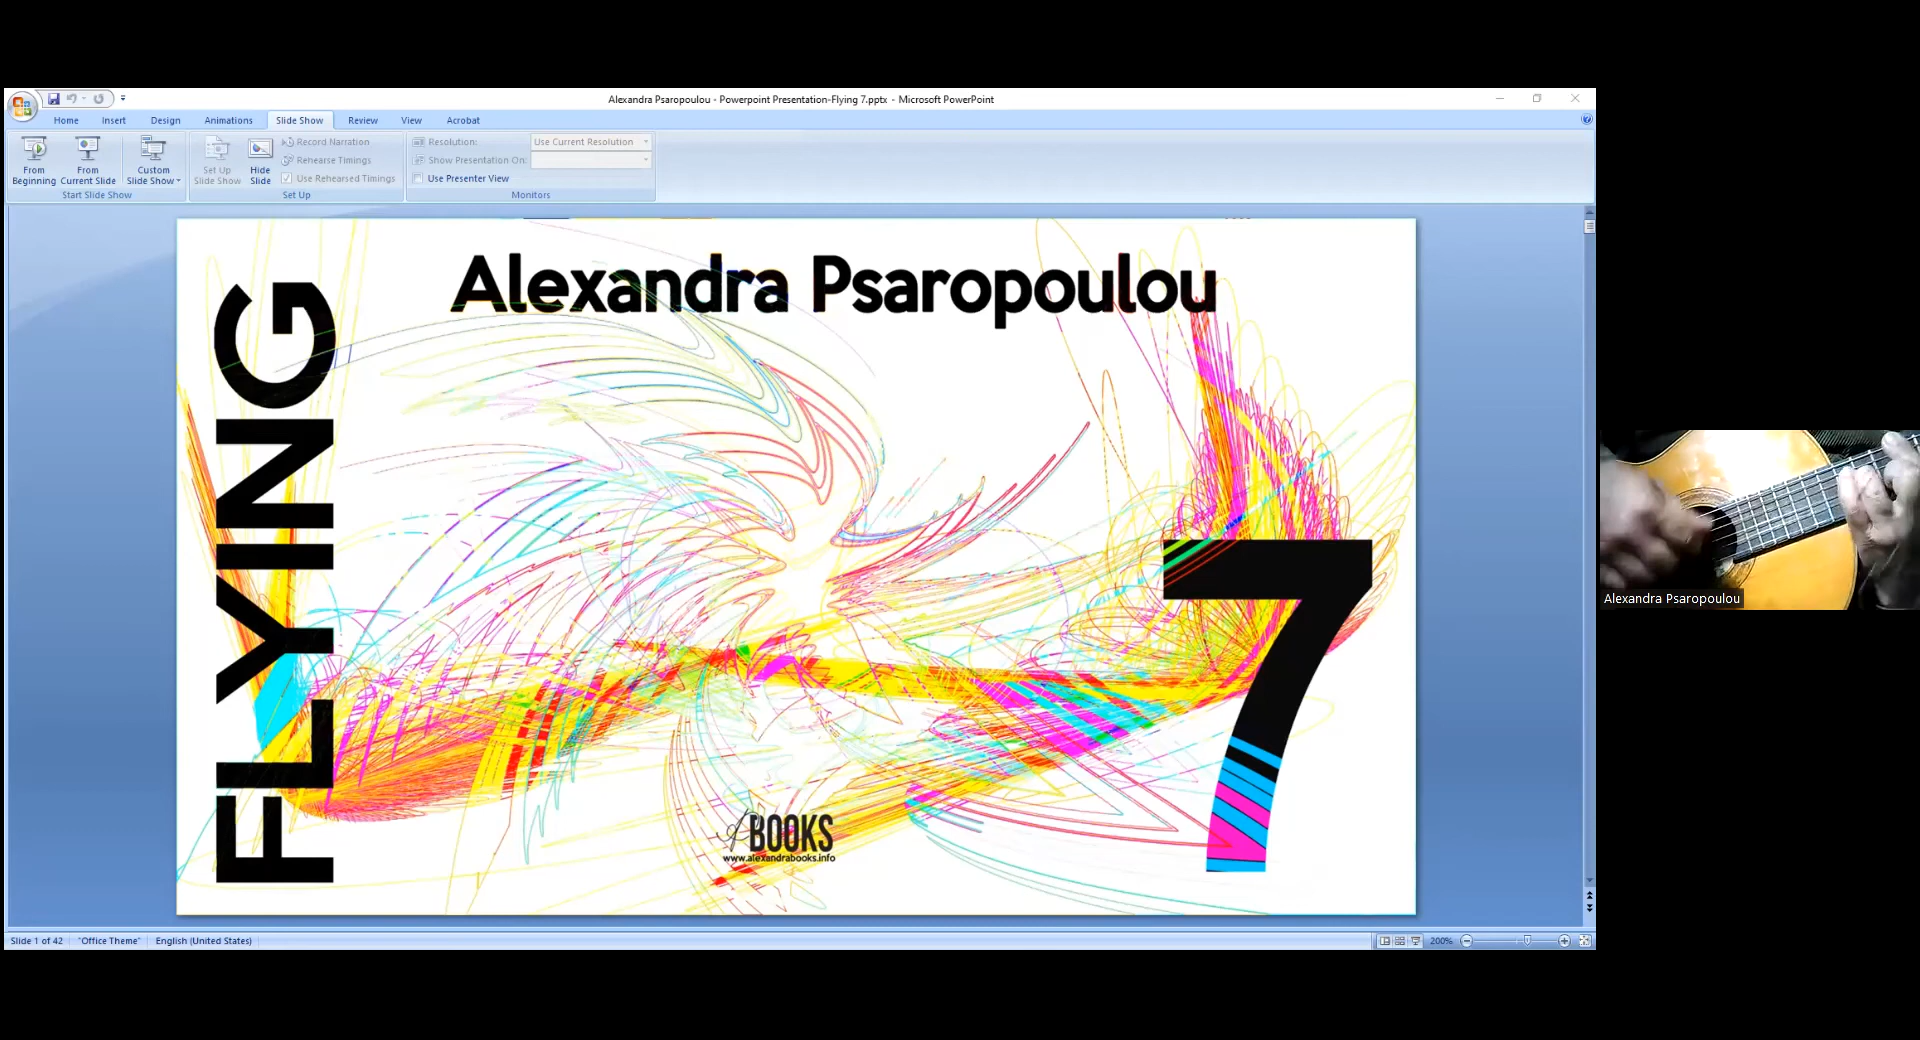 Alexandra Psaropoulou - Powerpoint Presentation-Flying 7.pptx - Microsoft PowerPoint
Home Insert Design Animations Slide Show Review View Acrobat
From Beginning
From Current Slide
Custom Slide Show
Start Slide Show
Set Up Slide Show
Hide Slide
Record Narration
Rehearse Timings
Use Rehearsed Timings
Set Up
Resolution: Use Current Resolution
Show Presentation On:
Use Presenter View
Monitors
Alexandra Psaropoulou
FLYING
7
BOOKS
www.alexandrabooks.info
Alexandra Psaropoulou
Slide 1 of 42 "Office Theme" English (United States) 200%